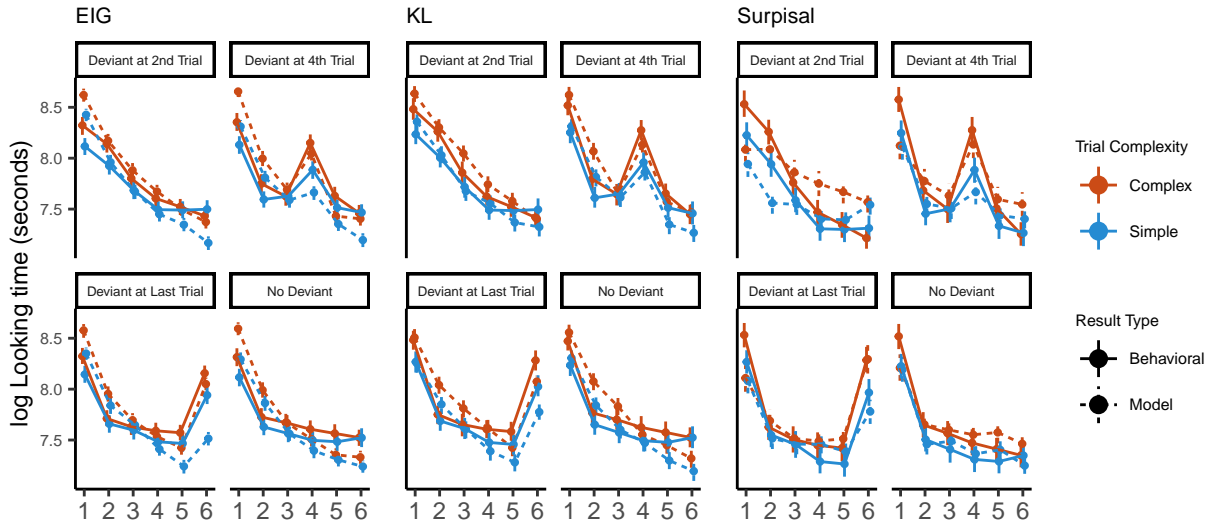 EIG KL Surpisal
Deviant at 2nd Trial Deviant at 4th Trial Deviant at 2nd Trial Deviant at 4th Trial Deviant at 2nd Trial Deviant at 4th Trial
8.5
8.0
7.5
Deviant at Last Trial No Deviant Deviant at Last Trial No Deviant Deviant at Last Trial No Deviant
8.5
8.0
7.5
1 2 3 4 5 6 1 2 3 4 5 6 1 2 3 4 5 6 1 2 3 4 5 6 1 2 3 4 5 6 1 2 3 4 5 6
log Looking time (seconds)
Trial Complexity
Complex
Simple
Result Type
Behavioral
Model